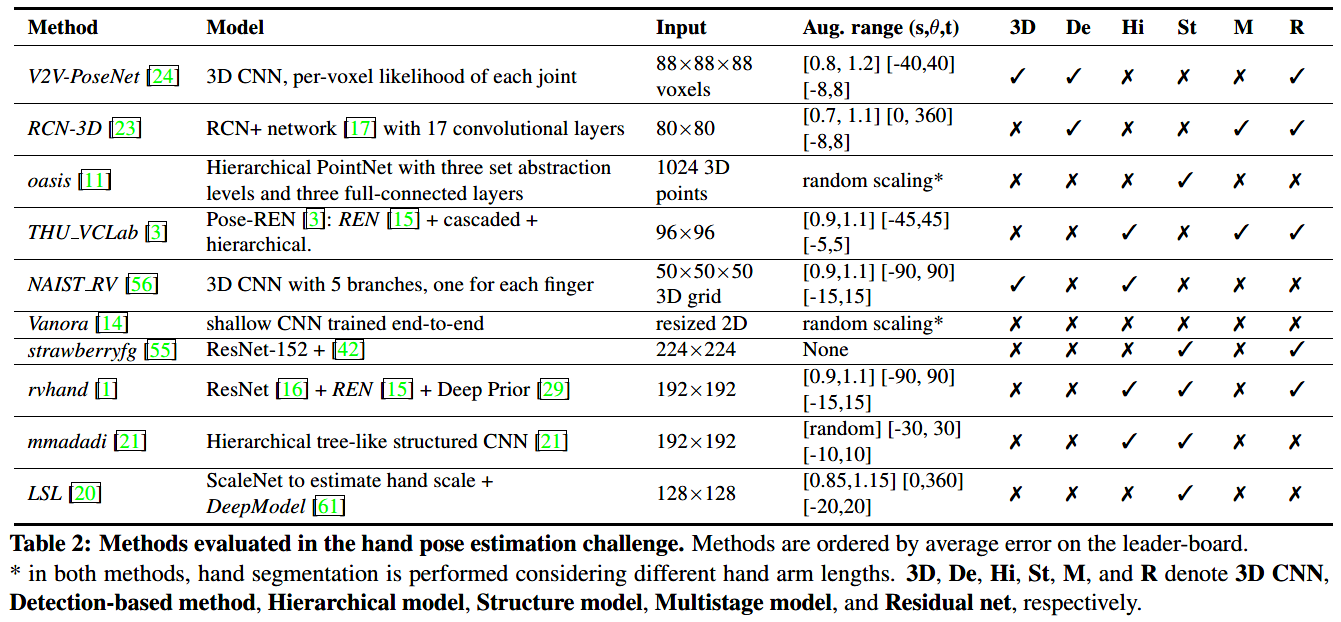 Method Model Input Aug. range (s,θ,t) 3D De Hi St M R
V2V-PoseNet [24] 3D CNN, per-voxel likelihood of each joint 88×88×88 voxels [0.8, 1.2] [-40,40] [-8,8] ✓ ✓ ✗ ✗ ✗ ✓
RCN-3D [23] RCN+ network [17] with 17 convolutional layers 80×80 [0.7, 1.1] [0, 360] [-8,8] ✗ ✓ ✗ ✗ ✓ ✓
oasis [11] Hierarchical PointNet with three set abstraction levels and three full-connected layers 1024 3D points random scaling* ✗ ✗ ✗ ✓ ✗ ✗
THU_VCLab [3] Pose-REN [3]: REN [15] + cascaded + hierarchical. 96×96 [0.9,1.1] [-45,45] [-5,5] ✗ ✗ ✓ ✗ ✓ ✓
NAIST_RV [56] 3D CNN with 5 branches, one for each finger 50×50×50 3D grid [0.9,1.1] [-90, 90] [-15,15] ✓ ✗ ✓ ✗ ✗ ✗
Vanora [14] shallow CNN trained end-to-end resized 2D random scaling* ✗ ✗ ✗ ✗ ✗ ✗
strawberryfg [55] ResNet-152 + [42] 224×224 None ✗ ✗ ✗ ✓ ✗ ✓
rvhand [1] ResNet [16] + REN [15] + Deep Prior [29] 192×192 [0.9,1.1] [-90, 90] [-15,15] ✗ ✗ ✓ ✓ ✗ ✓
mmadadi [21] Hierarchical tree-like structured CNN [21] 192×192 [random] [-30, 30] [-10,10] ✗ ✗ ✓ ✓ ✗ ✗
LSL [20] ScaleNet to estimate hand scale + DeepModel [61] 128×128 [0.85,1.15] [0,360] [-20,20] ✗ ✗ ✗ ✓ ✗ ✗
Table 2: Methods evaluated in the hand pose estimation challenge. Methods are ordered by average error on the leader-board.
* in both methods, hand segmentation is performed considering different hand arm lengths. 3D, De, Hi, St, M, and R denote 3D CNN,
Detection-based method, Hierarchical model, Structure model, Multistage model, and Residual net, respectively.